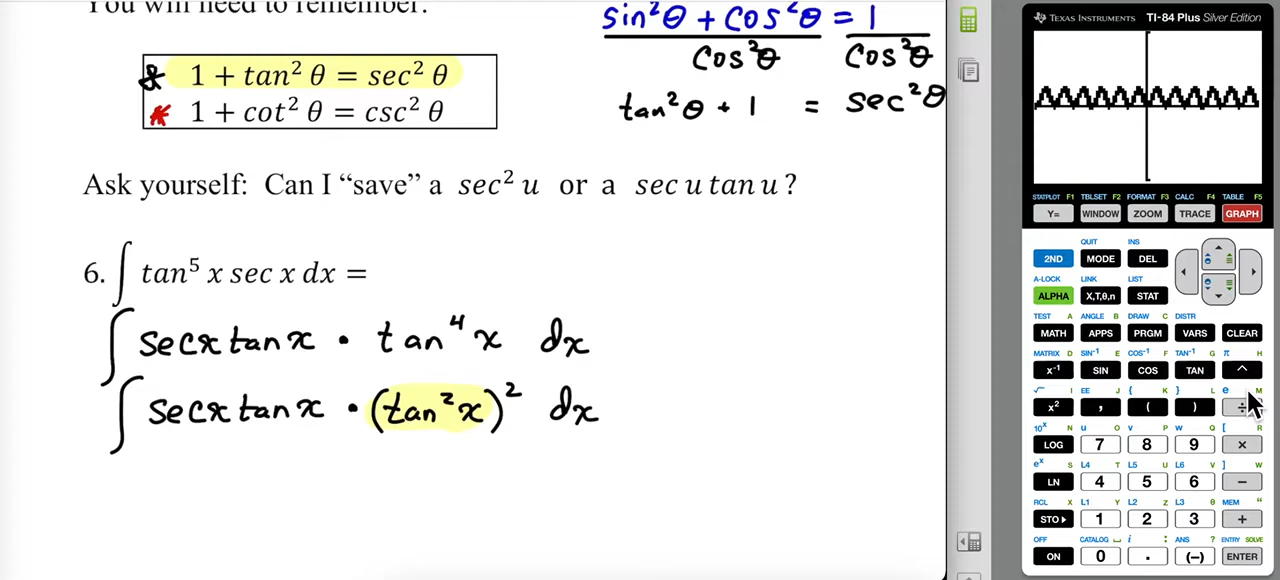 You will need to remember:
sin²θ + cos²θ = 1
cos²θ cos²θ
1 + tan² θ = sec² θ
1 + cot² θ = csc² θ
tan²θ + 1 = sec²θ
Ask yourself: Can I “save” a sec² u or a sec u tan u?
6. ∫ tan⁵ x sec x dx =
∫ secx tan x • tan⁴ x dx
∫ secx tan x • (tan² x)² dx
TEXAS INSTRUMENTS TI-84 Plus Silver Edition
STATPLOT F1 TBLSET F2 FORMAT F3 CALC F4 TABLE F5
Y= WINDOW ZOOM TRACE GRAPH
QUIT INS
2ND MODE DEL
A-LOCK LINK LIST
ALPHA X,T,θ,n STAT
TEST A ANGLE B DRAW C DISTR
MATH APPS PRGM VARS CLEAR
MATRIX D SIN⁻¹ E COS⁻¹ F TAN⁻¹ G π H
x⁻¹ SIN COS TAN ^
√ I EE J { K } L e M
x² , ( ) ÷
10ˣ N u O v P w Q [ R
LOG 7 8 9 ×
eˣ S L4 T L5 U L6 V ] W
LN 4 5 6 −
RCL X L1 Y L2 Z L3 θ MEM “
STO▶ 1 2 3 +
OFF CATALOG i : ANS ? ENTRY SOLVE
ON 0 . (−) ENTER